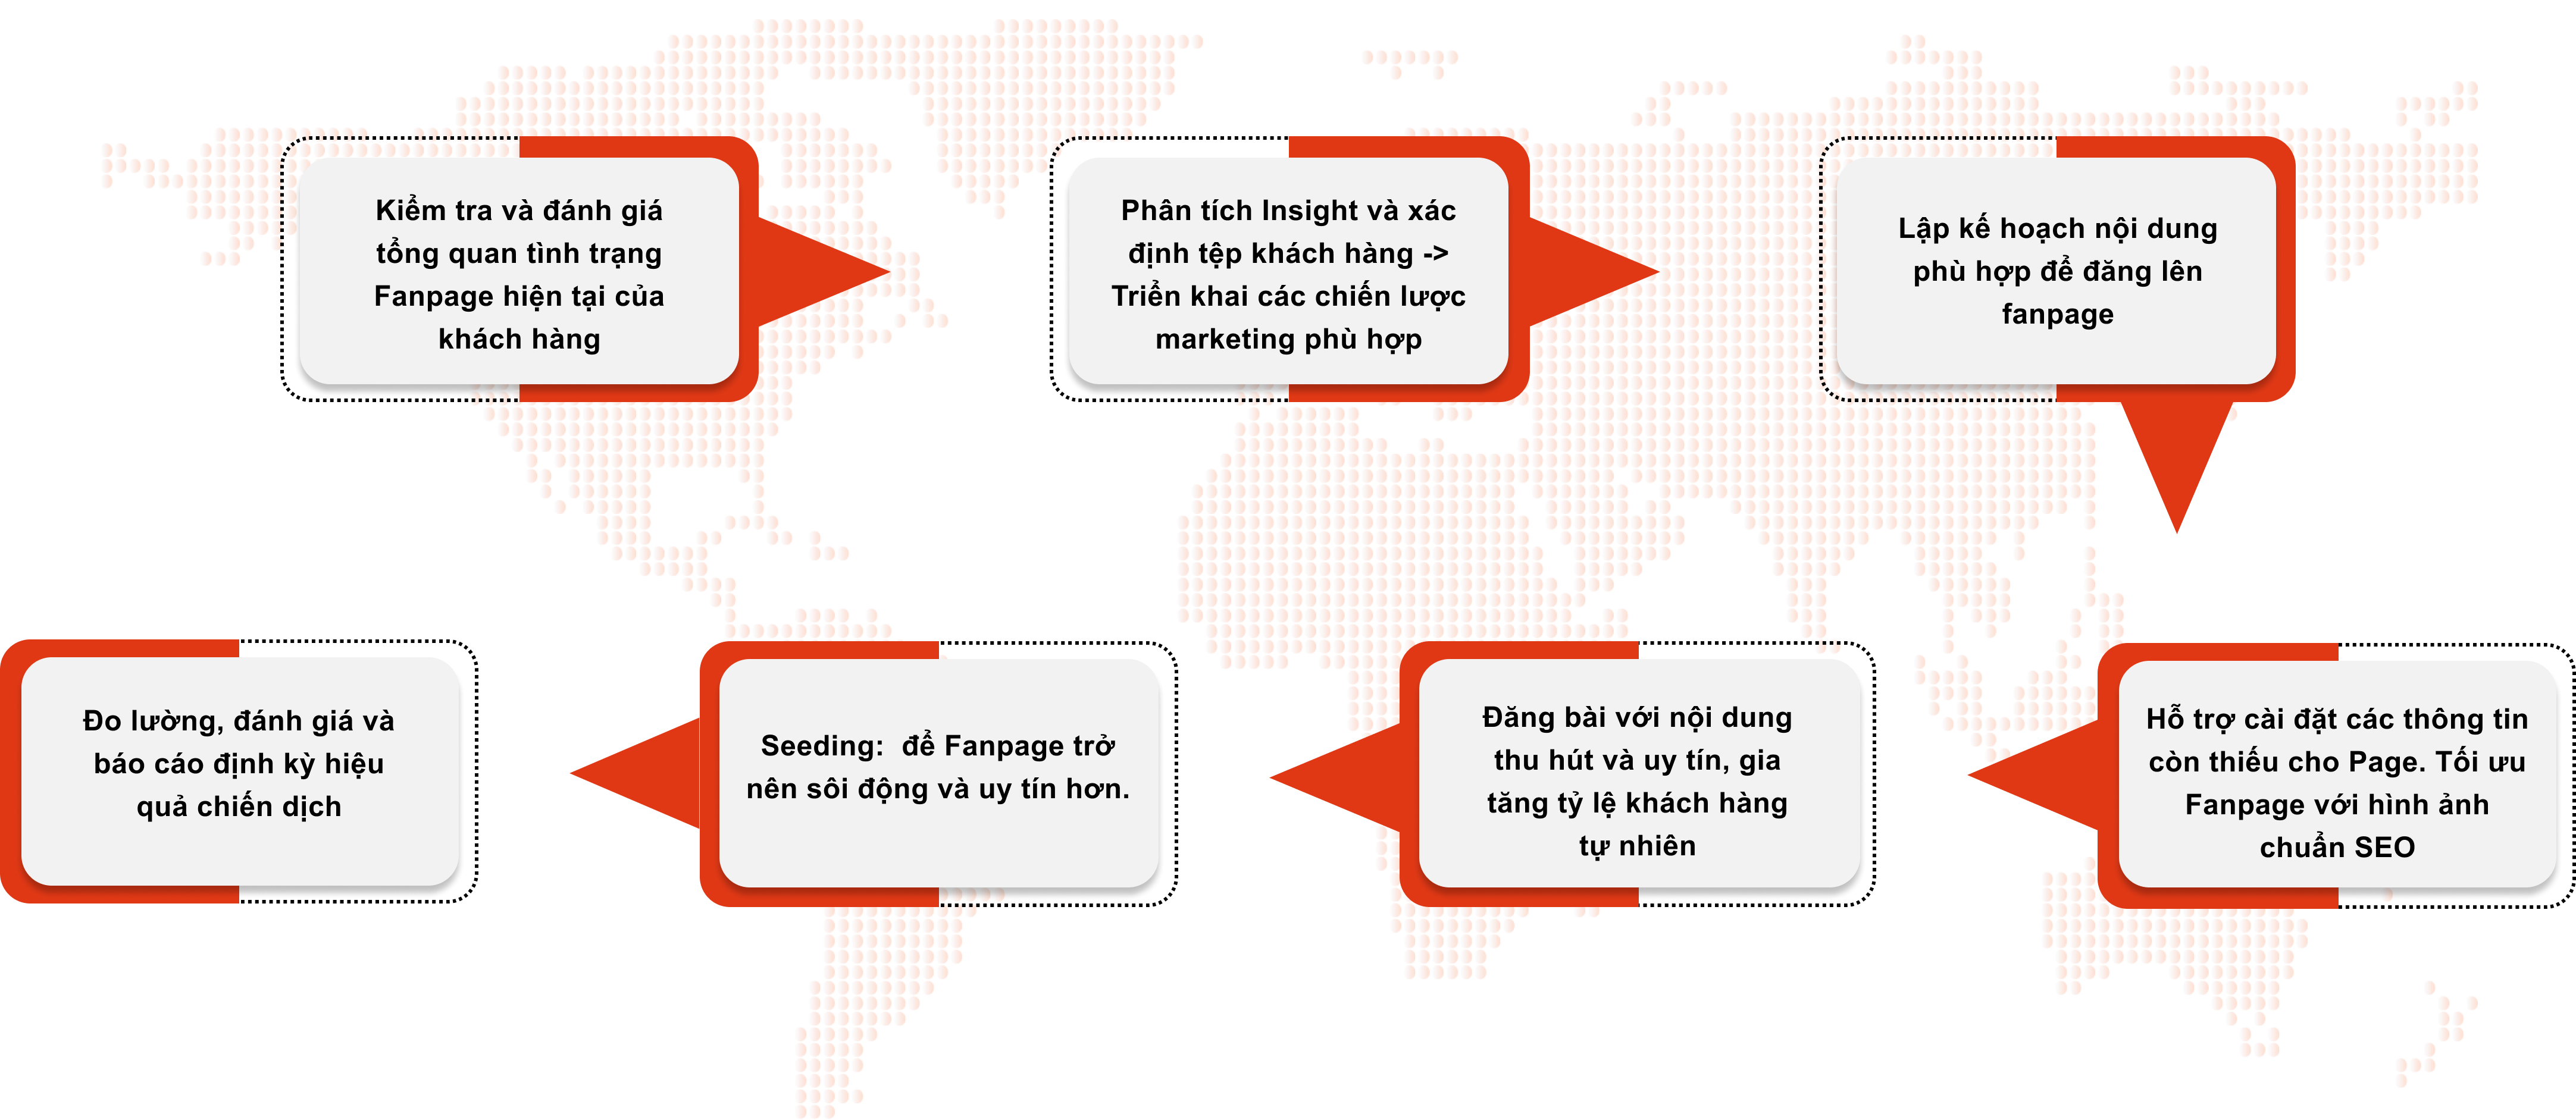 Kiểm tra và đánh giá
tổng quan tình trạng
Fanpage hiện tại của
khách hàng
Phân tích Insight và xác
định tệp khách hàng ->
Triển khai các chiến lược
marketing phù hợp
Lập kế hoạch nội dung
phù hợp để đăng lên
fanpage
Hỗ trợ cài đặt các thông tin
còn thiếu cho Page. Tối ưu
Fanpage với hình ảnh
chuẩn SEO
Đăng bài với nội dung
thu hút và uy tín, gia
tăng tỷ lệ khách hàng
tự nhiên
Seeding:  để Fanpage trở
nên sôi động và uy tín hơn.
Đo lường, đánh giá và
báo cáo định kỳ hiệu
quả chiến dịch